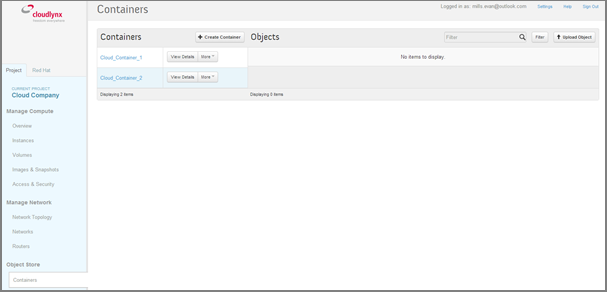 cloudlynx
Containers
Logged in as: mills.evan@outlook.com
Settings
Help
Sign Out
Project
Red Hat
CURRENT PROJECT
Cloud Company
Manage Compute
Overview
Instances
Volumes
Images & Snapshots
Access & Security
Manage Network
Network Topology
Networks
Routers
Object Store
Containers
Containers
+ Create Container
Cloud_Container_1
View Details
More
Cloud_Container_2
View Details
More
Displaying 2 items
Objects
Filter
Filter
Upload Object
No items to display.
Displaying 0 items